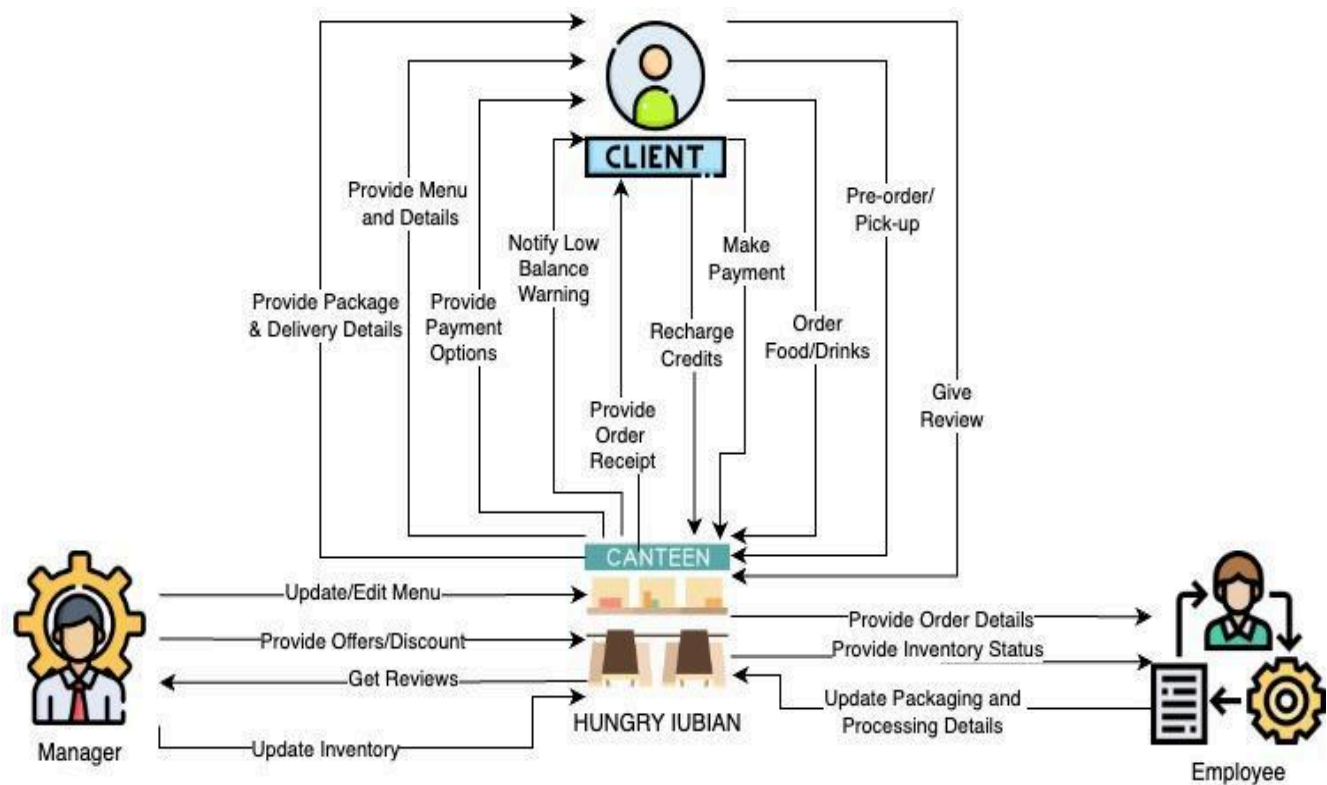 CLIENT
Provide Menu
and Details
Pre-order/
Pick-up
Notify Low
Balance
Warning
Make
Payment
Provide Package
& Delivery Details
Provide
Payment
Options
Recharge
Credits
Order
Food/Drinks
Give
Review
Provide
Order
Receipt
CANTEEN
Update/Edit Menu
Provide Order Details
Provide Offers/Discount
Provide Inventory Status
Get Reviews
Update Packaging and
Processing Details
HUNGRY IUBIAN
Manager
Update Inventory
Employee